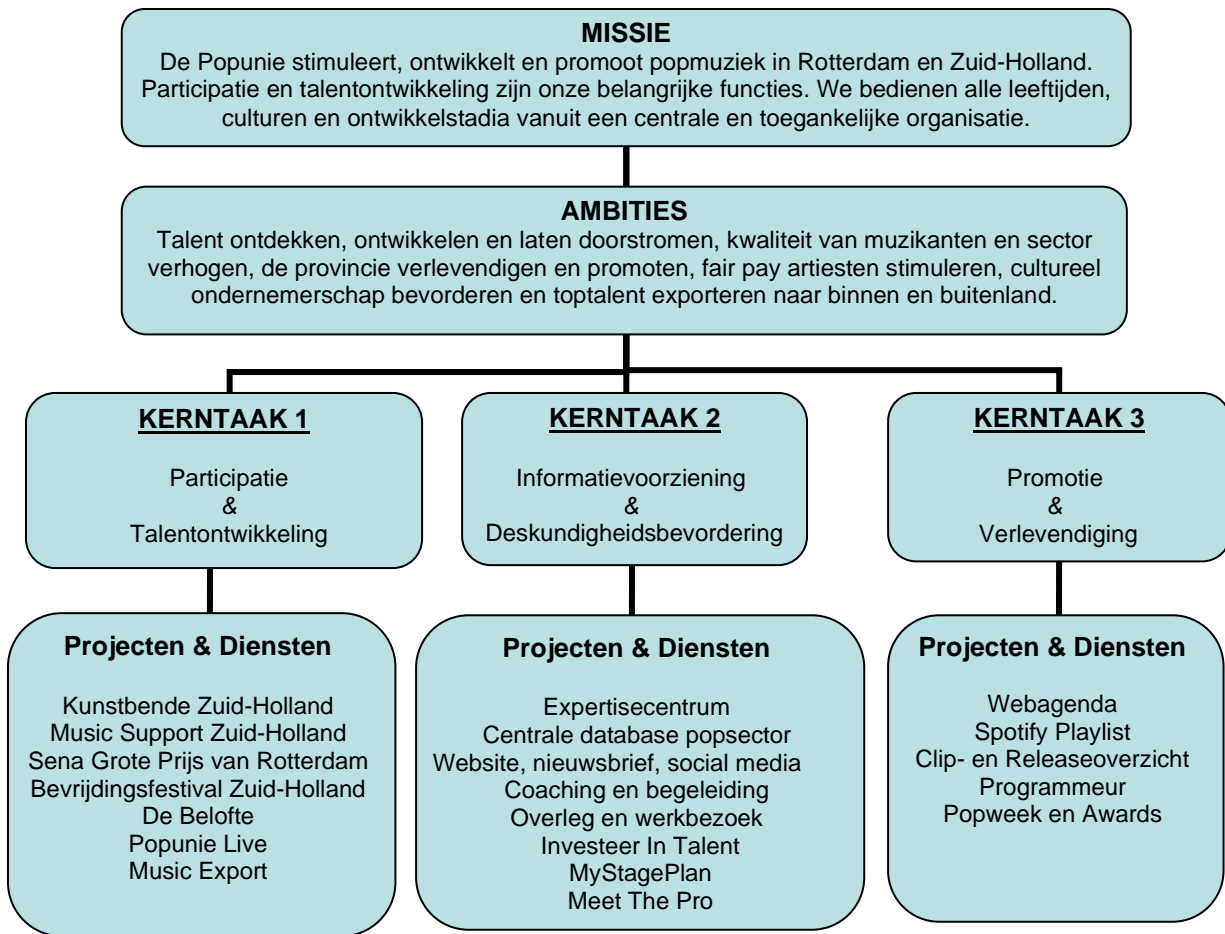 MISSIE
De Popunie stimuleert, ontwikkelt en promoot popmuziek in Rotterdam en Zuid-Holland.
Participatie en talentontwikkeling zijn onze belangrijke functies. We bedienen alle leeftijden,
culturen en ontwikkelstadia vanuit een centrale en toegankelijke organisatie.
AMBITIES
Talent ontdekken, ontwikkelen en laten doorstromen, kwaliteit van muzikanten en sector
verhogen, de provincie verlevendigen en promoten, fair pay artiesten stimuleren, cultureel
ondernemerschap bevorderen en toptalent exporteren naar binnen en buitenland.
KERNTAAK 1
Participatie
&
Talentontwikkeling
KERNTAAK 2
Informatievoorziening
&
Deskundigheidsbevordering
KERNTAAK 3
Promotie
&
Verlevendiging
Projecten & Diensten
Kunstbende Zuid-Holland
Music Support Zuid-Holland
Sena Grote Prijs van Rotterdam
Bevrijdingsfestival Zuid-Holland
De Belofte
Popunie Live
Music Export
Projecten & Diensten
Expertisecentrum
Centrale database popsector
Website, nieuwsbrief, social media
Coaching en begeleiding
Overleg en werkbezoek
Investeer In Talent
MyStagePlan
Meet The Pro
Projecten & Diensten
Webagenda
Spotify Playlist
Clip- en Releaseoverzicht
Programmeur
Popweek en Awards